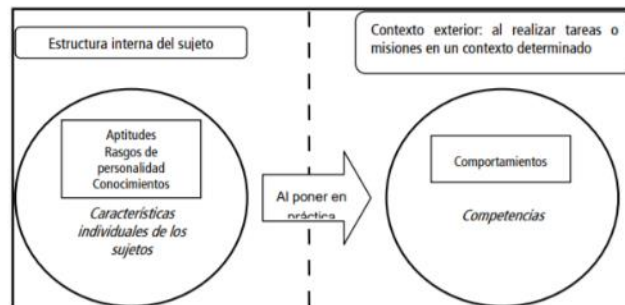 Estructura interna del sujeto
Contexto exterior: al realizar tareas o
misiones en un contexto determinado
Aptitudes
Rasgos de
personalidad
Conocimientos
Características
individuales de los
sujetos
Al poner en
práctica
Comportamientos
Competencias